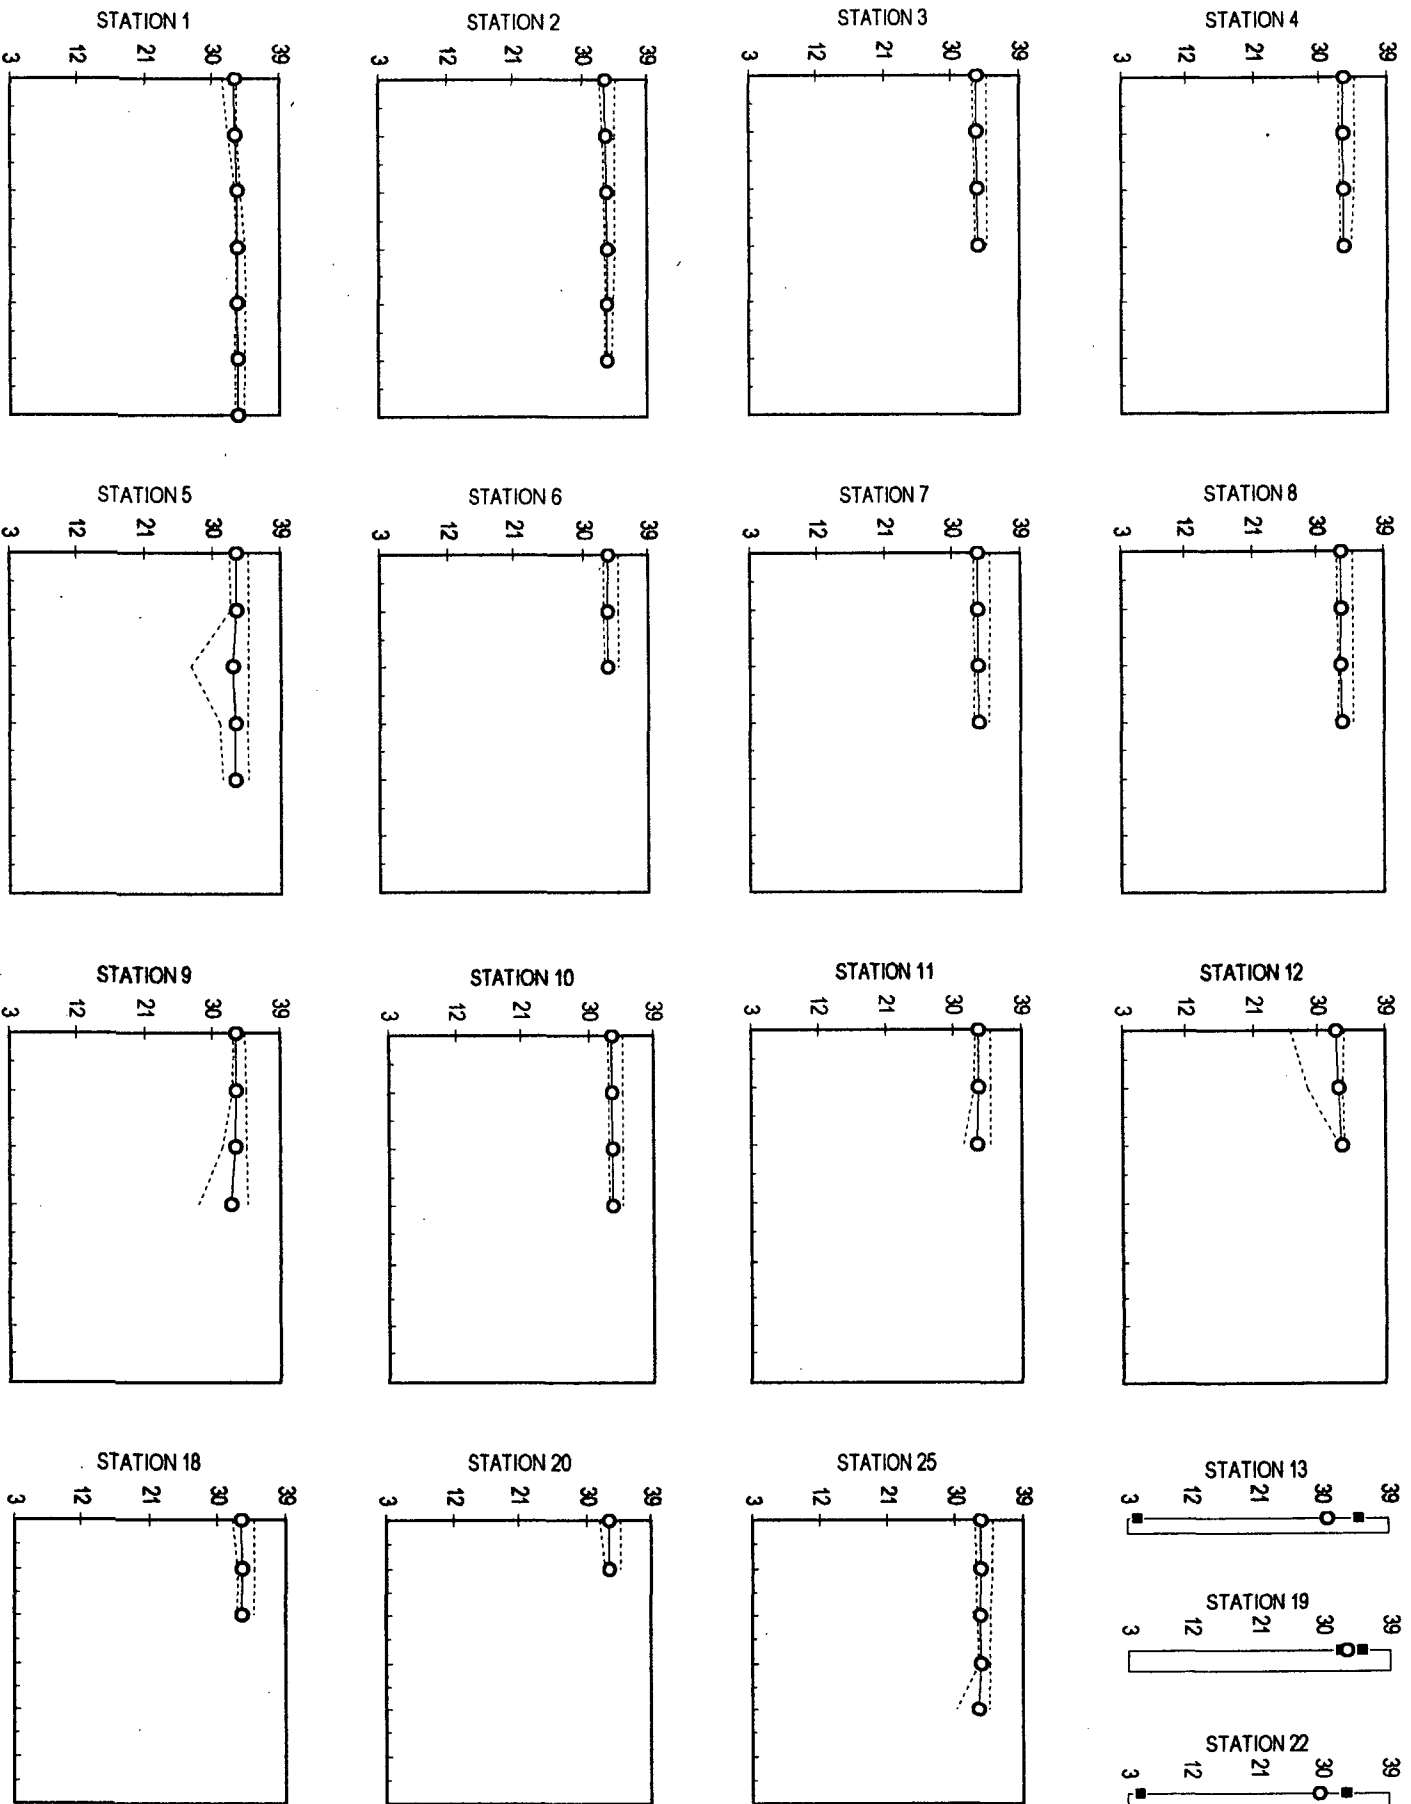 STATION 1
3 12 21 30 39
STATION 2
3 12 21 30 39
STATION 3
3 12 21 30 39
STATION 4
3 12 21 30 39
STATION 5
3 12 21 30 39
STATION 6
3 12 21 30 39
STATION 7
3 12 21 30 39
STATION 8
3 12 21 30 39
STATION 9
3 12 21 30 39
STATION 10
3 12 21 30 39
STATION 11
3 12 21 30 39
STATION 12
3 12 21 30 39
STATION 18
3 12 21 30 39
STATION 20
3 12 21 30 39
STATION 25
3 12 21 30 39
STATION 13
3 12 21 30 39
STATION 19
3 12 21 30 39
STATION 22
3 12 21 30 39